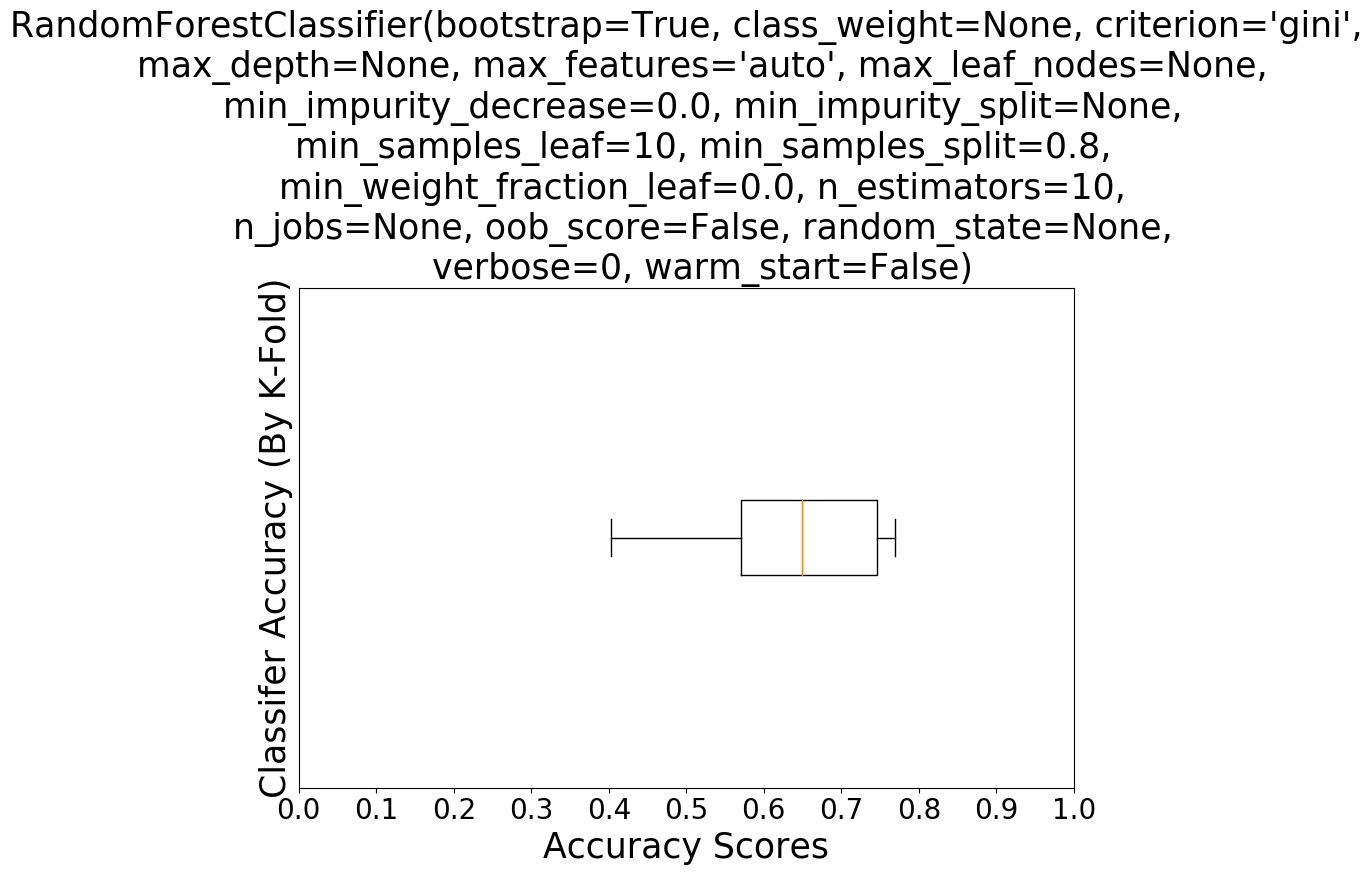 RandomForestClassifier(bootstrap=True, class_weight=None, criterion='gini',
max_depth=None, max_features='auto', max_leaf_nodes=None,
min_impurity_decrease=0.0, min_impurity_split=None,
min_samples_leaf=10, min_samples_split=0.8,
min_weight_fraction_leaf=0.0, n_estimators=10,
n_jobs=None, oob_score=False, random_state=None,
verbose=0, warm_start=False)
Classifer Accuracy (By K-Fold)
0.0 0.1 0.2 0.3 0.4 0.5 0.6 0.7 0.8 0.9 1.0
Accuracy Scores